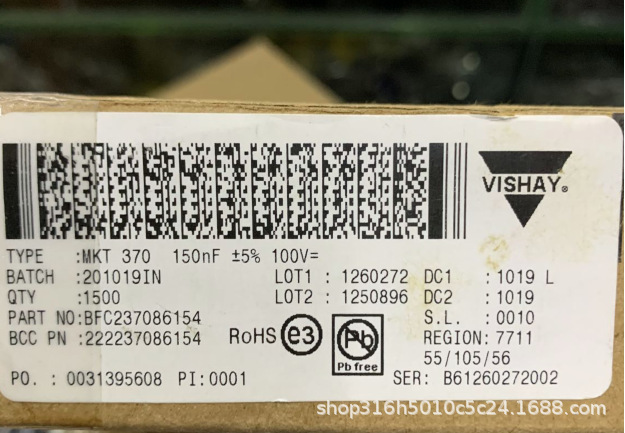 VISHAY®
TYPE :MKT 370 150nF ±5% 100V=
BATCH :201019IN LOT1 : 1260272 DC1 : 1019 L
QTY :1500 LOT2 : 1250896 DC2 : 1019
PART NO:BFC237086154 S.L. : 0010
BCC PN :222237086154 RoHS e3 Pb REGION: 7711
Pb free 55/105/56
PO. : 0031395608 PI:0001 SER: B61260272002
shop316h5010c5c24.1688.com